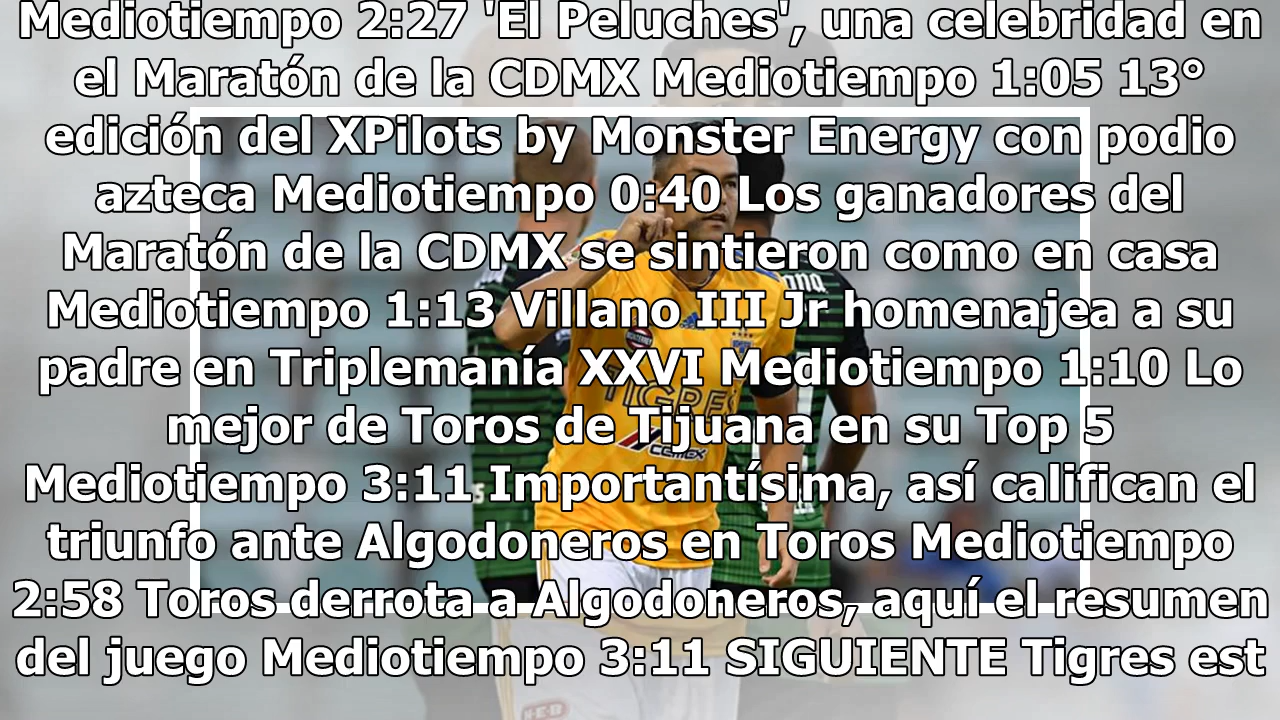 Mediotiempo 2:27 'El Peluches', una celebridad en
el Maratón de la CDMX Mediotiempo 1:05 13°
edición del XPilots by Monster Energy con podio
azteca Mediotiempo 0:40 Los ganadores del
Maratón de la CDMX se sintieron como en casa
Mediotiempo 1:13 Villano III Jr homenajea a su
padre en Triplemanía XXVI Mediotiempo 1:10 Lo
mejor de Toros de Tijuana en su Top 5
Mediotiempo 3:11 Importantísima, así califican el
triunfo ante Algodoneros en Toros Mediotiempo
2:58 Toros derrota a Algodoneros, aquí el resumen
del juego Mediotiempo 3:11 SIGUIENTE Tigres est
TIGRES
CEMEX
H-E-B